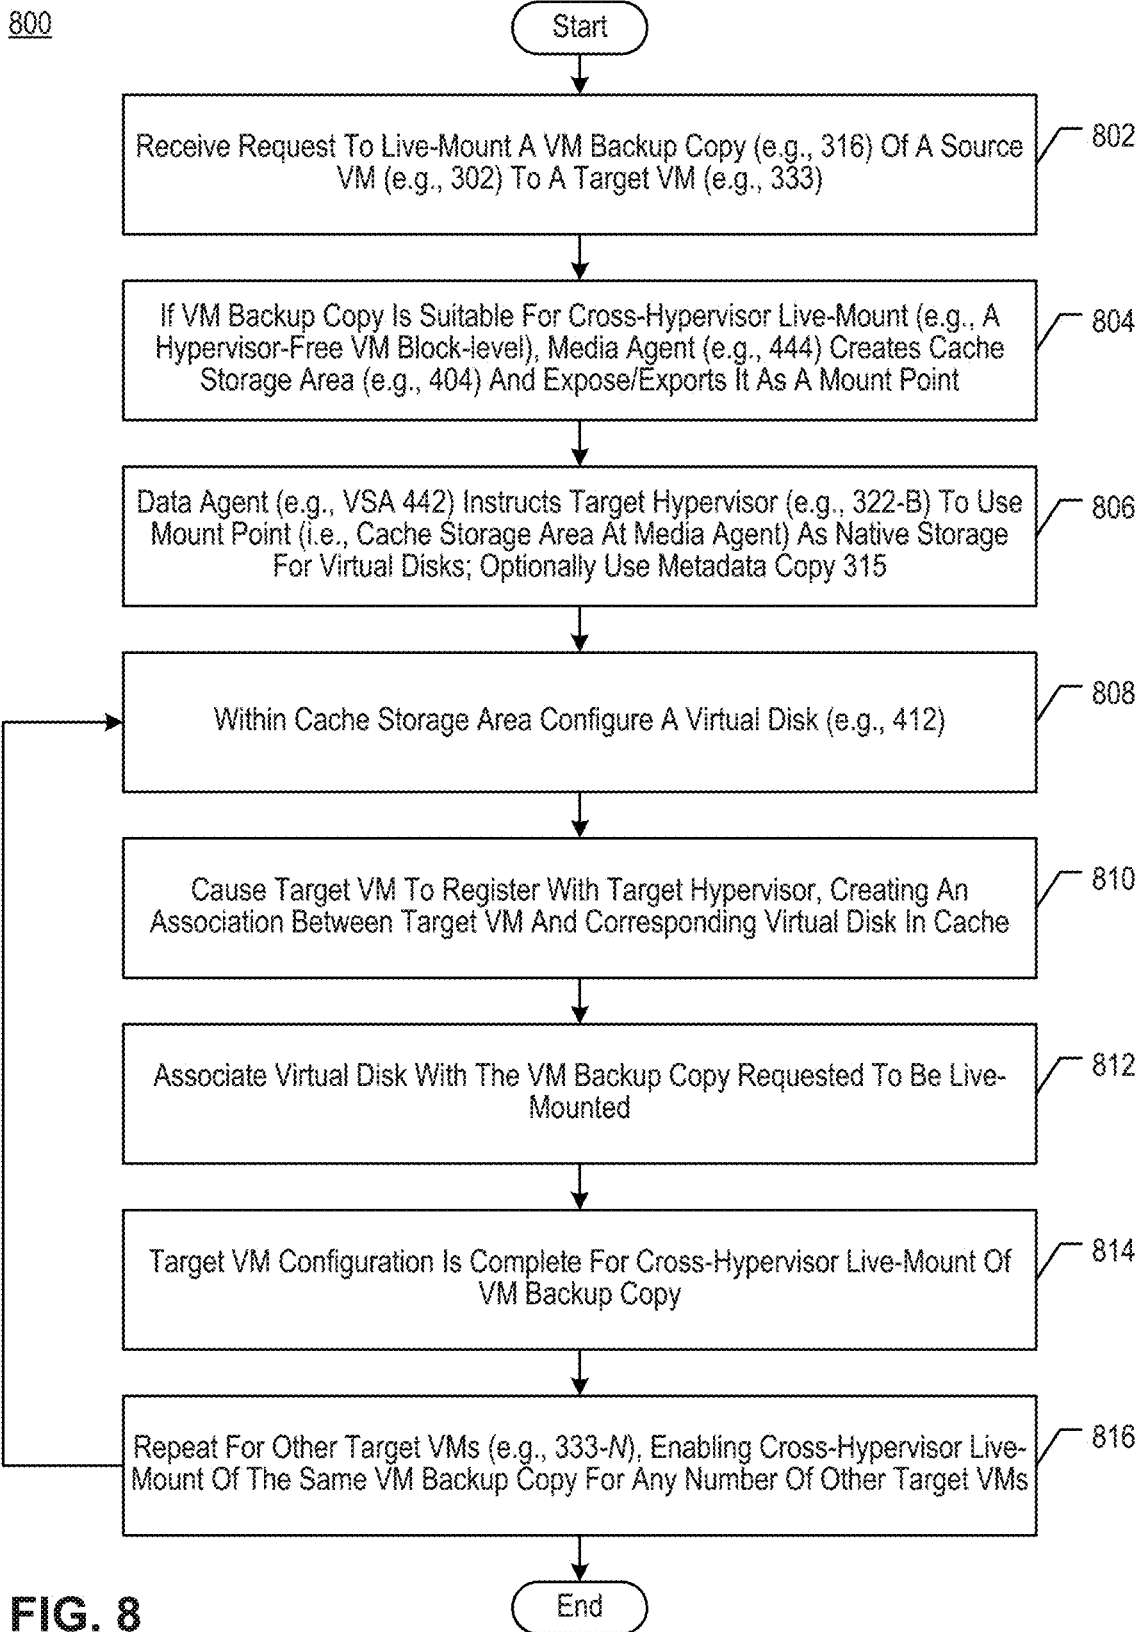 800
Start
Receive Request To Live-Mount A VM Backup Copy (e.g., 316) Of A Source
VM (e.g., 302) To A Target VM (e.g., 333)
802
If VM Backup Copy Is Suitable For Cross-Hypervisor Live-Mount (e.g., A
Hypervisor-Free VM Block-level), Media Agent (e.g., 444) Creates Cache
Storage Area (e.g., 404) And Expose/Exports It As A Mount Point
804
Data Agent (e.g., VSA 442) Instructs Target Hypervisor (e.g., 322-B) To Use
Mount Point (i.e., Cache Storage Area At Media Agent) As Native Storage
For Virtual Disks; Optionally Use Metadata Copy 315
806
Within Cache Storage Area Configure A Virtual Disk (e.g., 412)
808
Cause Target VM To Register With Target Hypervisor, Creating An
Association Between Target VM And Corresponding Virtual Disk In Cache
810
Associate Virtual Disk With The VM Backup Copy Requested To Be Live-
Mounted
812
Target VM Configuration Is Complete For Cross-Hypervisor Live-Mount Of
VM Backup Copy
814
Repeat For Other Target VMs (e.g., 333-N), Enabling Cross-Hypervisor Live-
Mount Of The Same VM Backup Copy For Any Number Of Other Target VMs
816
End
FIG. 8